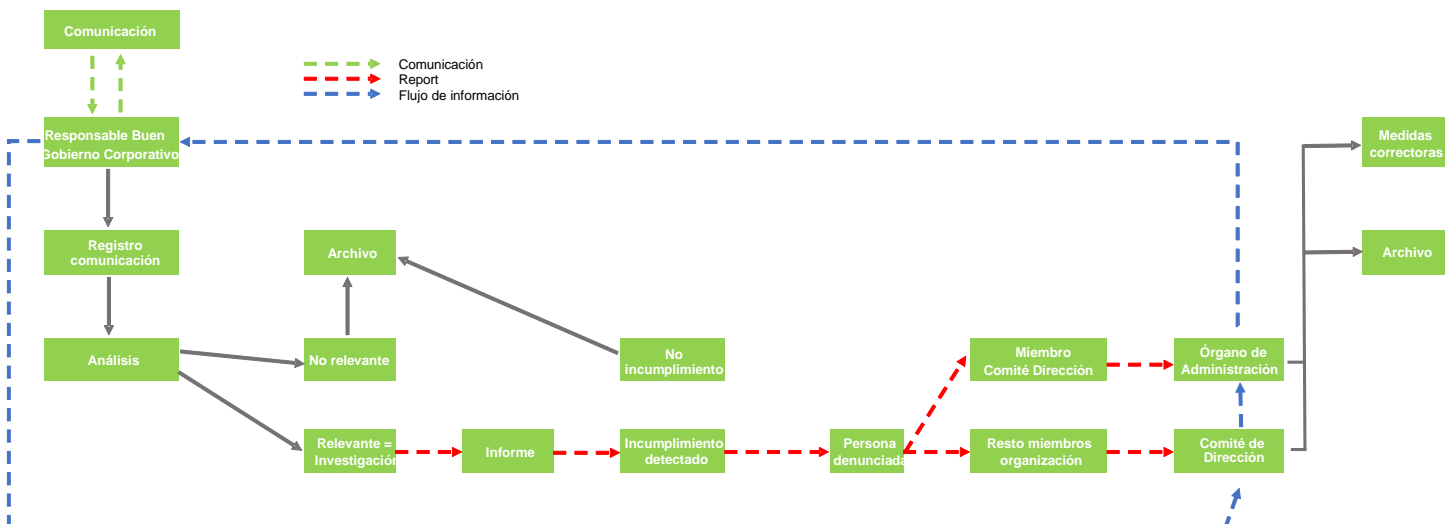 Comunicación
Comunicación
Report
Flujo de información
Responsable Buen
Gobierno Corporativo
Medidas
correctoras
Registro
comunicación
Archivo
Archivo
Análisis
No relevante
No
incumplimiento
Miembro
Comité Dirección
Órgano de
Administración
Relevante =
Investigación
Informe
Incumplimiento
detectado
Persona
denunciada
Resto miembros
organización
Comité de
Dirección